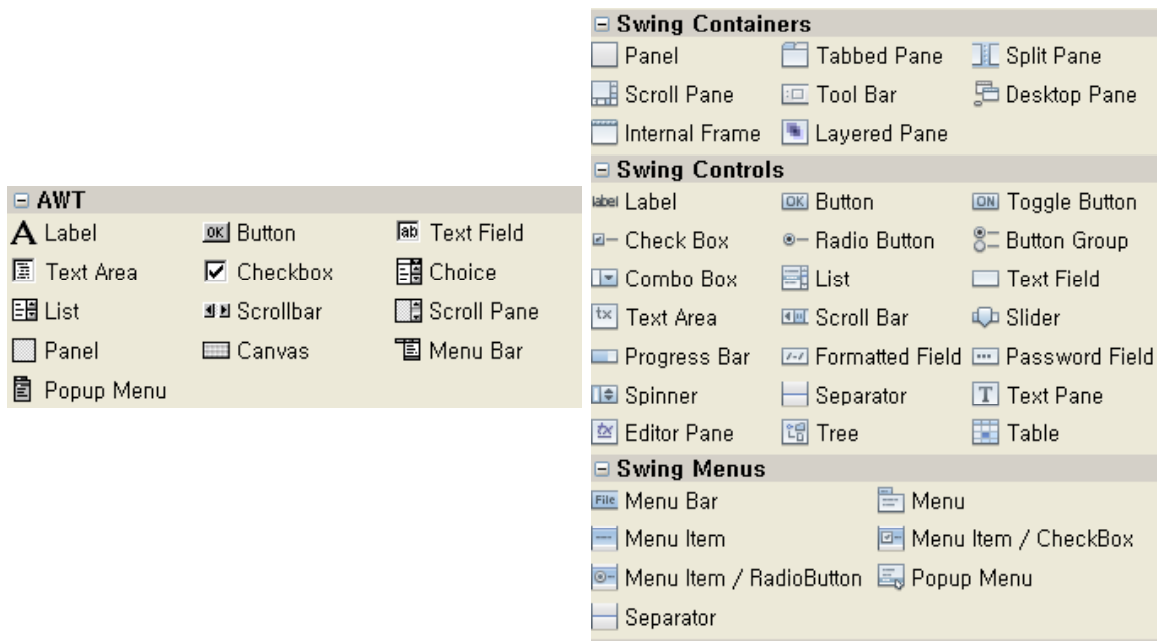 AWT
Label Button Text Field
Text Area Checkbox Choice
List Scrollbar Scroll Pane
Panel Canvas Menu Bar
Popup Menu
Swing Containers
Panel Tabbed Pane Split Pane
Scroll Pane Tool Bar Desktop Pane
Internal Frame Layered Pane
Swing Controls
label Label OK Button ON Toggle Button
Check Box Radio Button Button Group
Combo Box List Text Field
tx Text Area Scroll Bar Slider
Progress Bar Formatted Field Password Field
Spinner Separator T Text Pane
Editor Pane Tree Table
Swing Menus
File Menu Bar Menu
Menu Item Menu Item / CheckBox
Menu Item / RadioButton Popup Menu
Separator